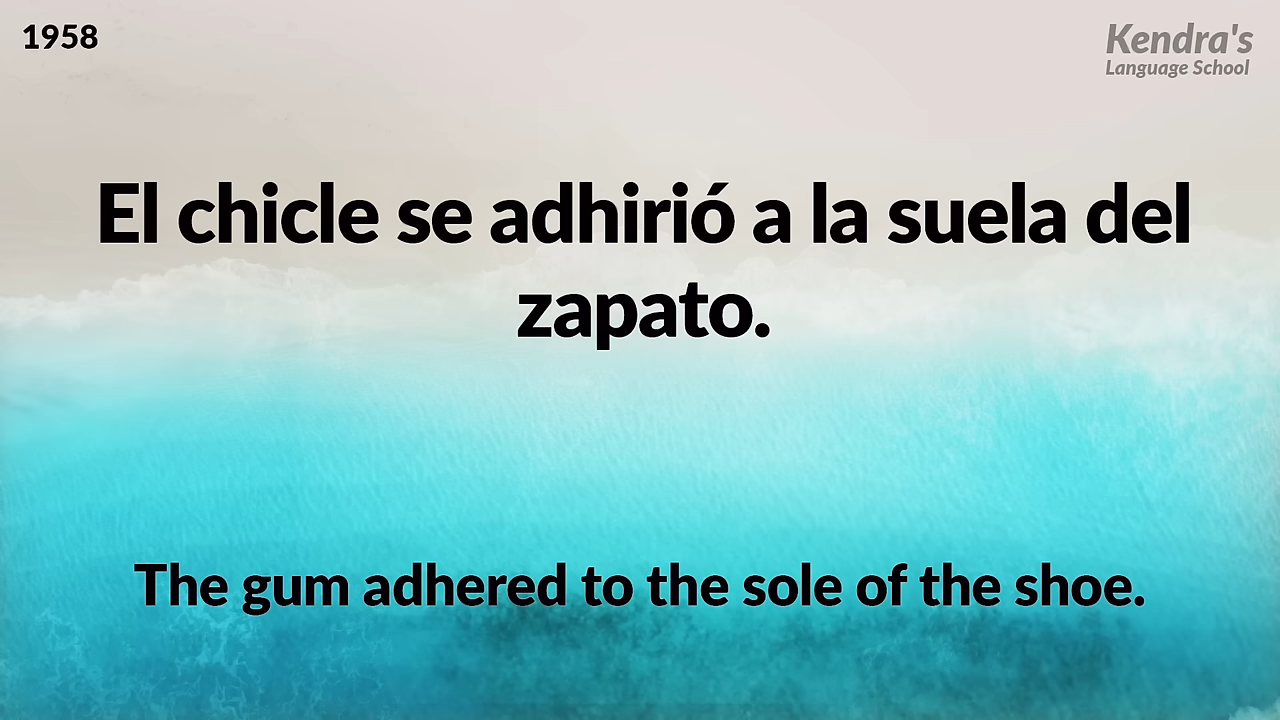 1958
Kendra's
Language School
El chicle se adhirió a la suela del
zapato.
The gum adhered to the sole of the shoe.